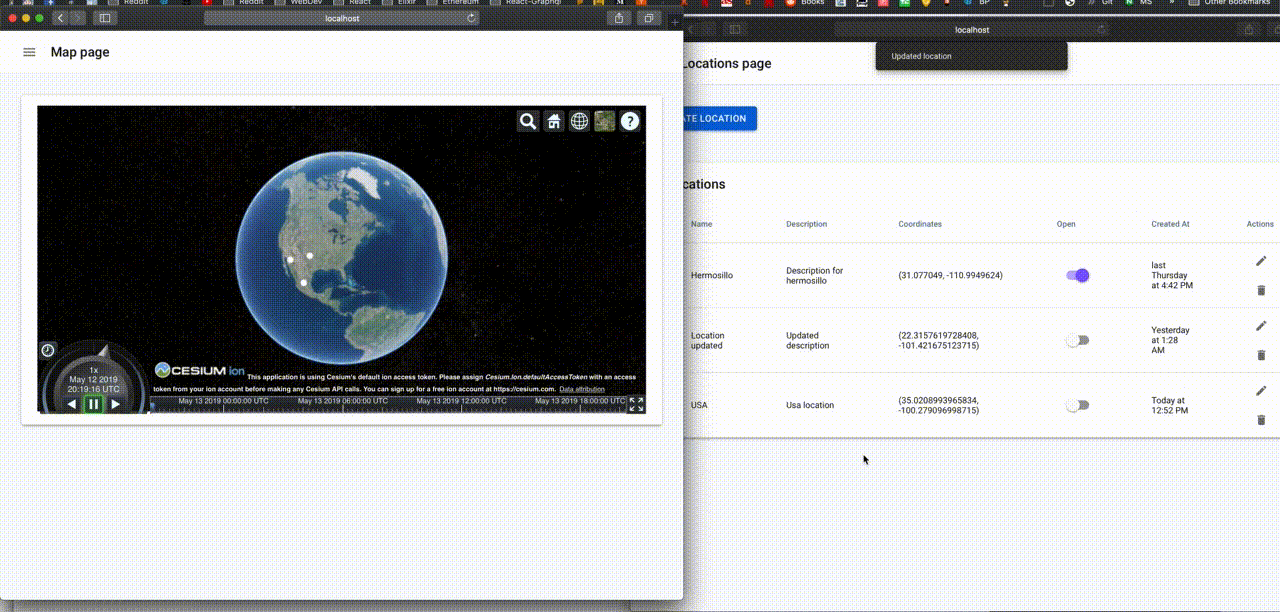 Reddit
Reddit
WebDev
React
Elixir
Ethereum
React-Graphql
Books
BP
Git
MS
Other Bookmarks
localhost
Map page
CESIUM ion
This application is using Cesium's default ion access token. Please assign Cesium.Ion.defaultAccessToken with an access
token from your ion account before making any Cesium API calls. You can sign up for a free ion account at https://cesium.com. Data attribution
1x
May 12 2019
20:19:16 UTC
May 13 2019 00:00:00 UTC
May 13 2019 06:00:00 UTC
May 13 2019 12:00:00 UTC
May 13 2019 18:00:00 UTC
localhost
Updated location
Locations page
ATE LOCATION
cations
Name
Description
Coordinates
Open
Created At
Actions
Hermosillo
Description for
hermosillo
(31.077049, -110.9949624)
last
Thursday
at 4:42 PM
Location
updated
Updated
description
(22.3157619728408,
-101.421675123715)
Yesterday
at 1:28
AM
USA
Usa location
(35.0208993965834,
-100.279096998715)
Today at
12:52 PM